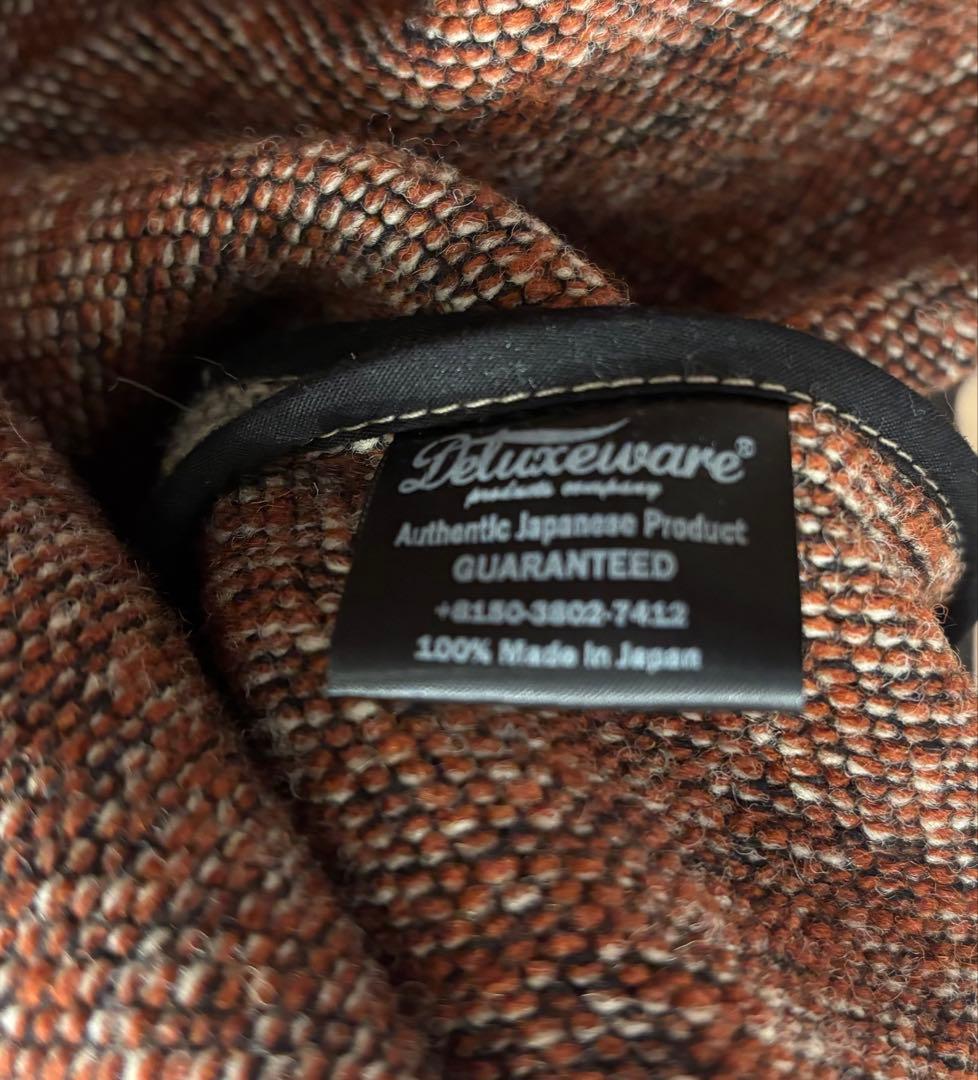 Deluxeware®
products company
Authentic Japanese Product
GUARANTEED
+8150-3802-7412
100% Made in Japan